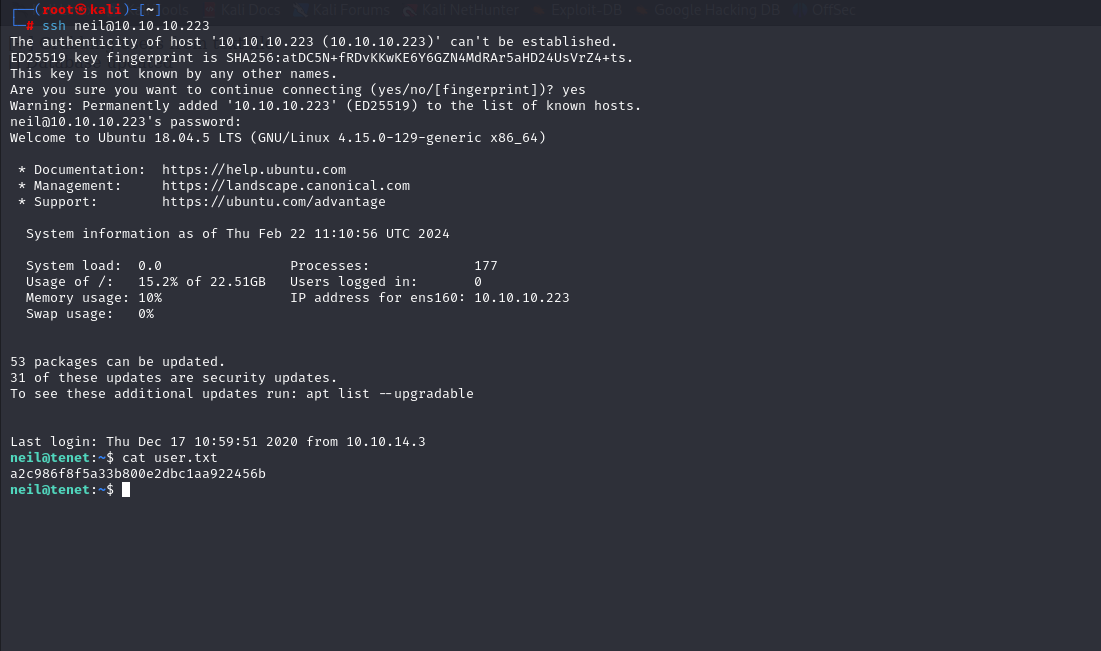 Tools Kali Docs Kali Forums Kali NetHunter Exploit-DB Google Hacking DB OffSec
┌──(root㉿kali)-[~]
└─# ssh neil@10.10.10.223
The authenticity of host '10.10.10.223 (10.10.10.223)' can't be established.
ED25519 key fingerprint is SHA256:atDC5N+fRDvKKwKE6Y6GZN4MdRAr5aHD24UsVrZ4+ts.
This key is not known by any other names.
Are you sure you want to continue connecting (yes/no/[fingerprint])? yes
Warning: Permanently added '10.10.10.223' (ED25519) to the list of known hosts.
neil@10.10.10.223's password:
Welcome to Ubuntu 18.04.5 LTS (GNU/Linux 4.15.0-129-generic x86_64)
* Documentation:  https://help.ubuntu.com
* Management:     https://landscape.canonical.com
* Support:        https://ubuntu.com/advantage
System information as of Thu Feb 22 11:10:56 UTC 2024
System load:  0.0                Processes:             177
Usage of /:   15.2% of 22.51GB   Users logged in:       0
Memory usage: 10%                IP address for ens160: 10.10.10.223
Swap usage:   0%
53 packages can be updated.
31 of these updates are security updates.
To see these additional updates run: apt list --upgradable
Last login: Thu Dec 17 10:59:51 2020 from 10.10.14.3
neil@tenet:~$ cat user.txt
a2c986f8f5a33b800e2dbc1aa922456b
neil@tenet:~$